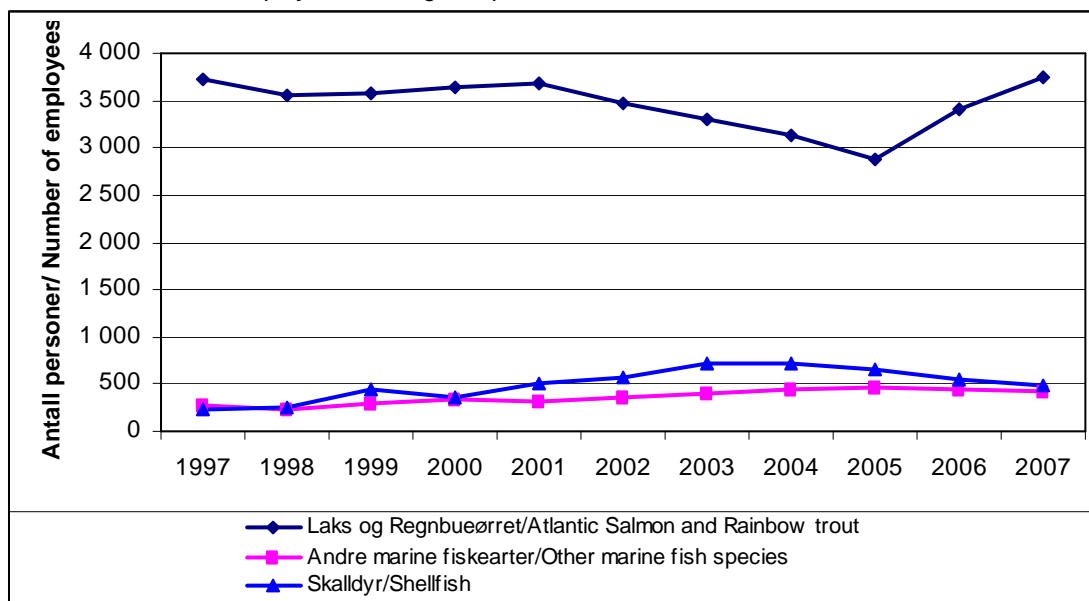 Antall personer/ Number of employees
4 000
3 500
3 000
2 500
2 000
1 500
1 000
500
0
1997 1998 1999 2000 2001 2002 2003 2004 2005 2006 2007
Laks og Regnbueørret/Atlantic Salmon and Rainbow trout
Andre marine fiskearter/Other marine fish species
Skalldyr/Shellfish